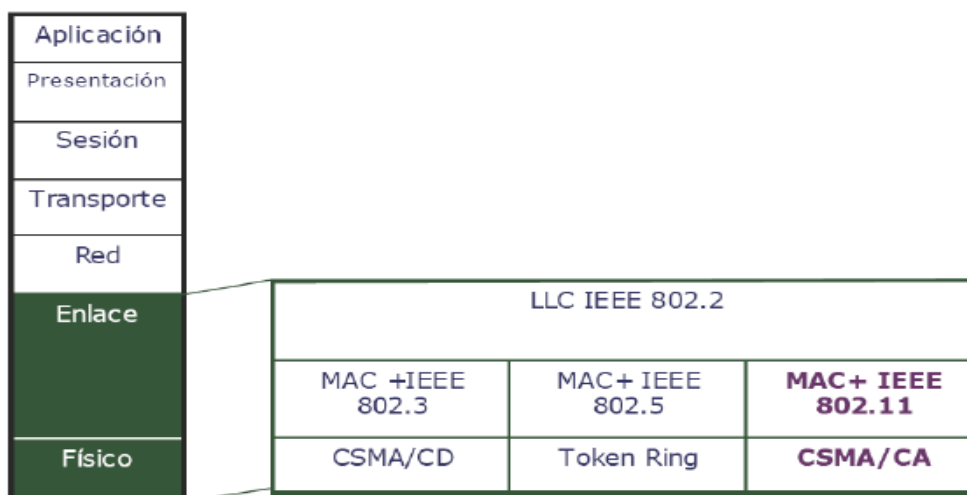 Aplicación
Presentación
Sesión
Transporte
Red
Enlace
Físico
LLC IEEE 802.2
MAC +IEEE
802.3
MAC+ IEEE
802.5
MAC+ IEEE
802.11
CSMA/CD
Token Ring
CSMA/CA